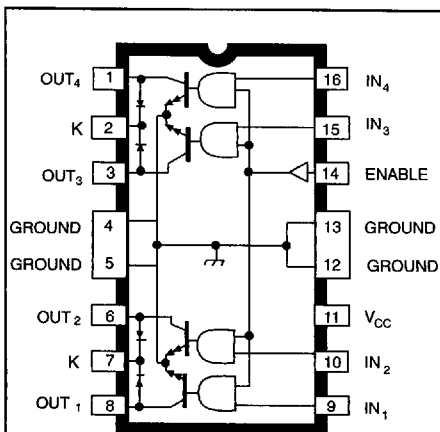 OUT4 1 16 IN4
K 2 15 IN3
OUT3 3 14 ENABLE
GROUND 4 13 GROUND
GROUND 5 12 GROUND
OUT2 6 11 VCC
K 7 10 IN2
OUT1 8 9 IN1